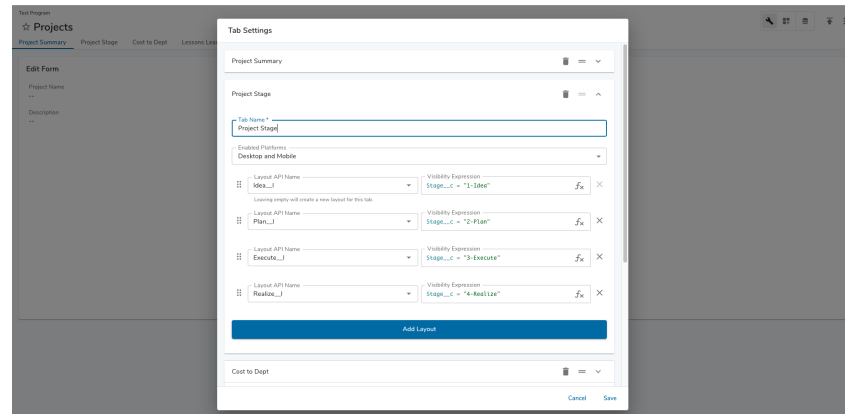 Test Program
Projects
Project Summary Project Stage Cost to Dept Lessons Lea
Edit Form
Project Name
--
Description
--
Tab Settings
Project Summary
Project Stage
Tab Name *
Project Stage
Enabled Platforms
Desktop and Mobile
Layout API Name Visibility Expression
Idea__l Stage__c = "1-Idea"
Leaving empty will create a new layout for this tab.
Layout API Name Visibility Expression
Plan__l Stage__c = "2-Plan"
Layout API Name Visibility Expression
Execute__l Stage__c = "3-Execute"
Layout API Name Visibility Expression
Realize__l Stage__c = "4-Realize"
Add Layout
Cost to Dept
Cancel Save